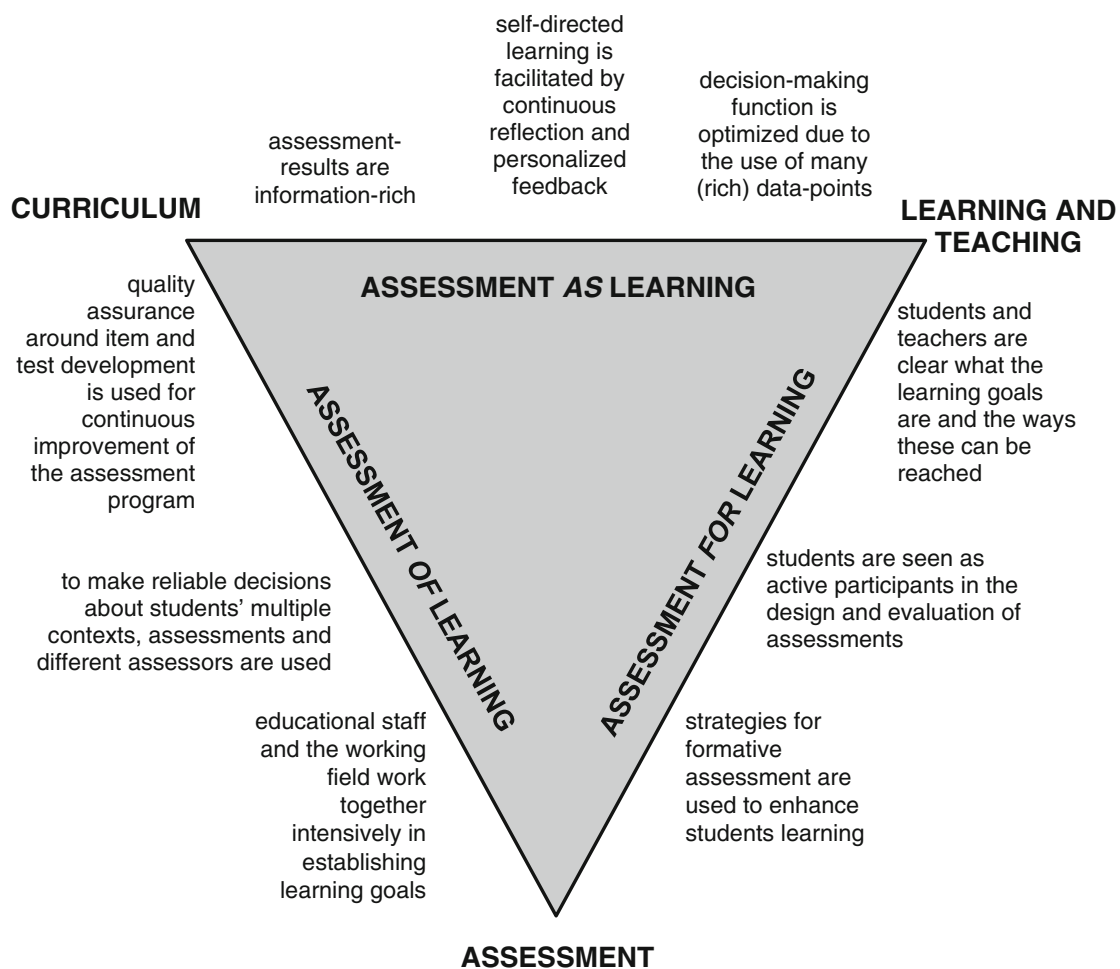 self-directed
learning is
facilitated by
continuous
reflection and
personalized
feedback
decision-making
function is
optimized due to
the use of many
(rich) data-points
assessment-
results are
information-rich
CURRICULUM
LEARNING AND
TEACHING
ASSESSMENT AS LEARNING
quality
assurance
around item and
test development
is used for
continuous
improvement of
the assessment
program
students and
teachers are
clear what the
learning goals
are and the ways
these can be
reached
ASSESSMENT OF LEARNING
ASSESSMENT FOR LEARNING
to make reliable decisions
about students' multiple
contexts, assessments and
different assessors are used
students are seen as
active participants in the
design and evaluation of
assessments
educational staff
and the working
field work
together
intensively in
establishing
learning goals
strategies for
formative
assessment are
used to enhance
students learning
ASSESSMENT